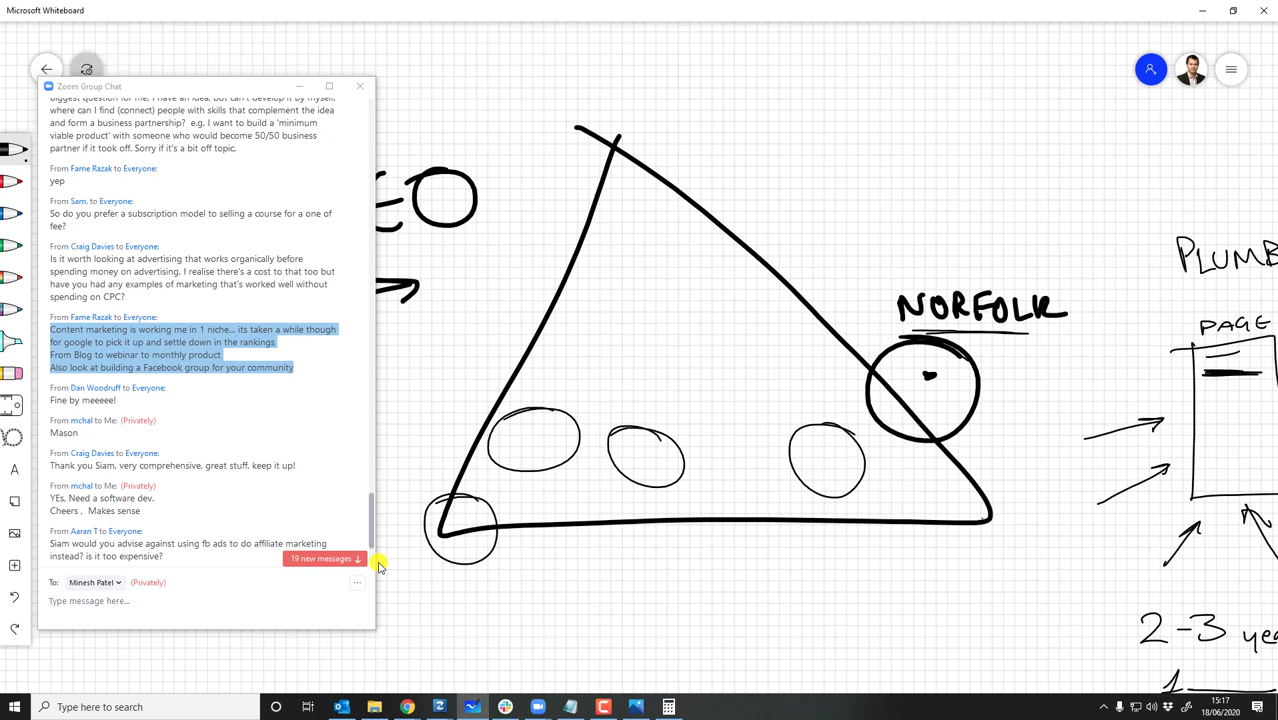 Microsoft Whiteboard
Zoom Group Chat
biggest question for me, I have an idea, but can't develop it by myself,
where can I find (connect) people with skills that complement the idea
and form a business partnership?  e.g. I want to build a 'minimum
viable product' with someone who would become 50/50 business
partner if it took off. Sorry if it's a bit off topic.
From Fame Razak to Everyone:
yep
From Sam. to Everyone:
So do you prefer a subscription model to selling a course for a one of
fee?
From Craig Davies to Everyone:
Is it worth looking at advertising that works organically before
spending money on advertising, I realise there's a cost to that too but
have you had any examples of marketing that's worked well without
spending on CPC?
From Fame Razak to Everyone:
Content marketing is working me in 1 niche... its taken a while though
for google to pick it up and settle down in the rankings
From Blog to webinar to monthly product
Also look at building a Facebook group for your community
From Dan Woodruff to Everyone:
Fine by meeeee!
From mchal to Me: (Privately)
Mason
From Craig Davies to Everyone:
Thank you Siam, very comprehensive, great stuff, keep it up!
From mchal to Me: (Privately)
YEs, Need a software dev.
Cheers , Makes sense
From Aaran T to Everyone:
Siam would you advise against using fb ads to do affiliate marketing
instead? is it too expensive?
19 new messages
To: Minesh Patel (Privately)
Type message here...
NORFOLK
PLUMB
PAGE
2-3 yea
1
Type here to search
15:17
18/06/2020